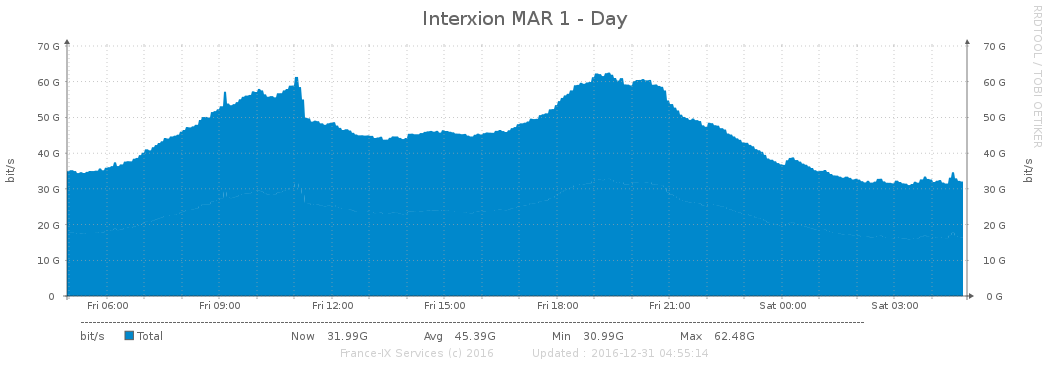 Interxion MAR 1 - Day
RRDTOOL / TOBI OETIKER
bit/s
70 G 70 G
60 G 60 G
50 G 50 G
40 G 40 G
30 G 30 G
20 G 20 G
10 G 10 G
0 0 G
bit/s
Fri 06:00 Fri 09:00 Fri 12:00 Fri 15:00 Fri 18:00 Fri 21:00 Sat 00:00 Sat 03:00
bit/s Total Now 31.99G Avg 45.39G Min 30.99G Max 62.48G
France-IX Services (c) 2016 Updated : 2016-12-31 04:55:14